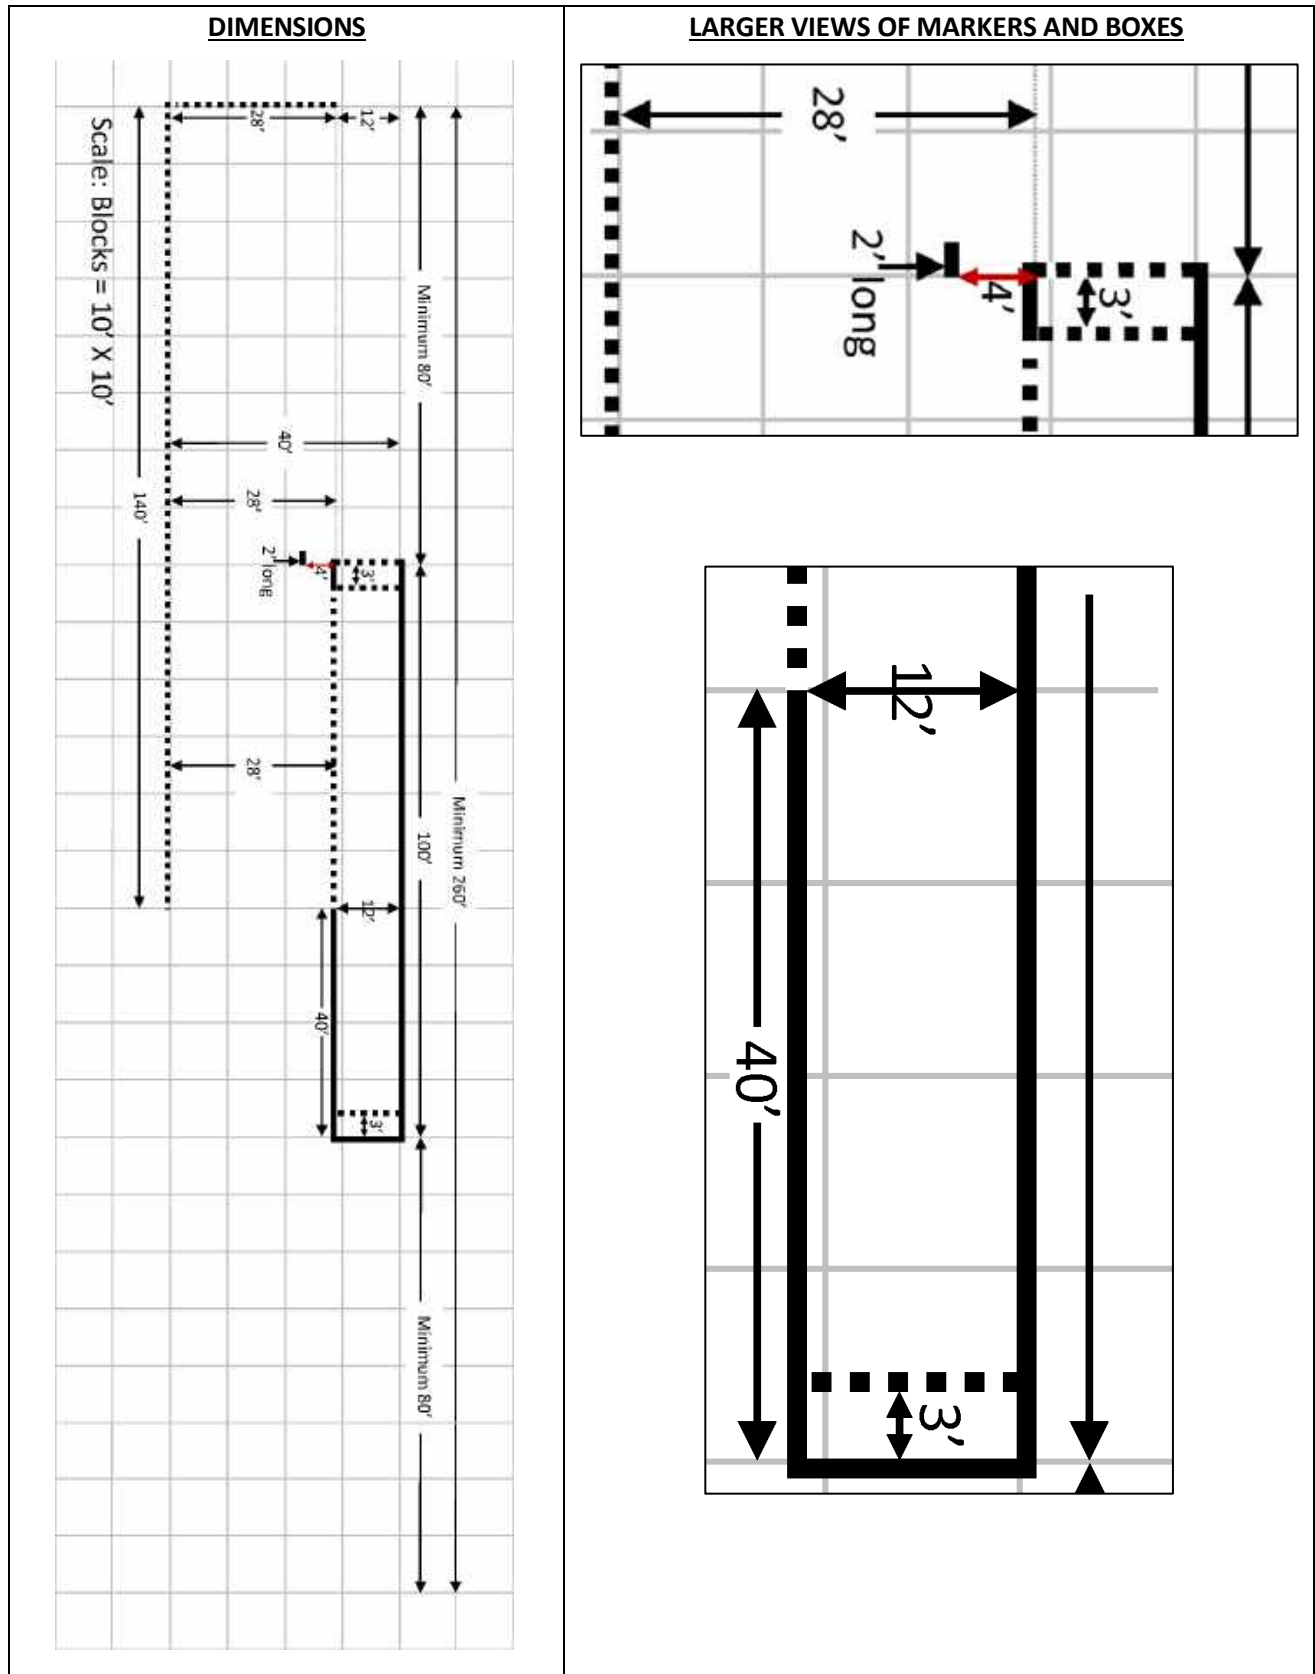 DIMENSIONS
28'
12'
Scale: Blocks = 10' X 10'
Minimum 80'
40'
140'
28'
2' long
4'
3'
28'
Minimum 260'
100'
12'
40'
3'
Minimum 80'
LARGER VIEWS OF MARKERS AND BOXES
28'
2' long
4'
3'
12'
40'
3'